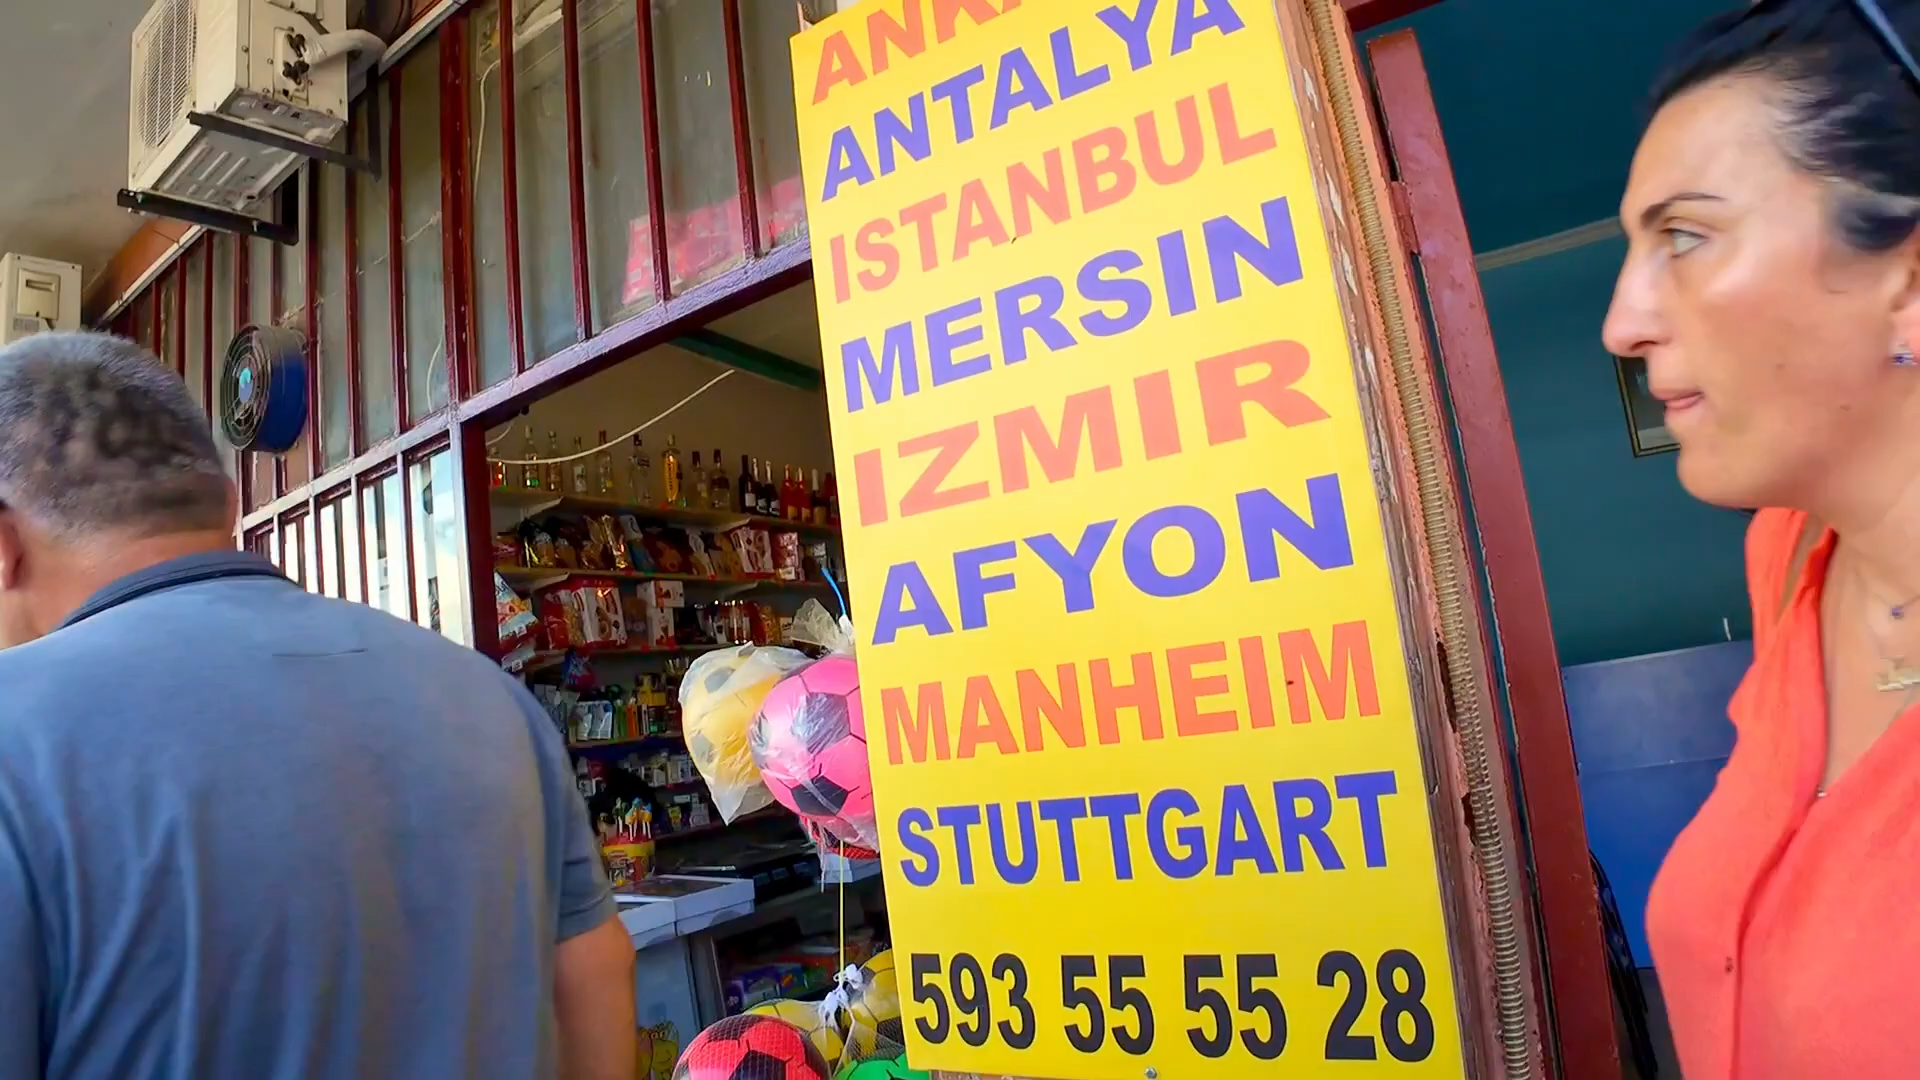 ANTALYA
ISTANBUL
MERSIN
IZMIR
AFYON
MANHEIM
STUTTGART
593 55 55 28